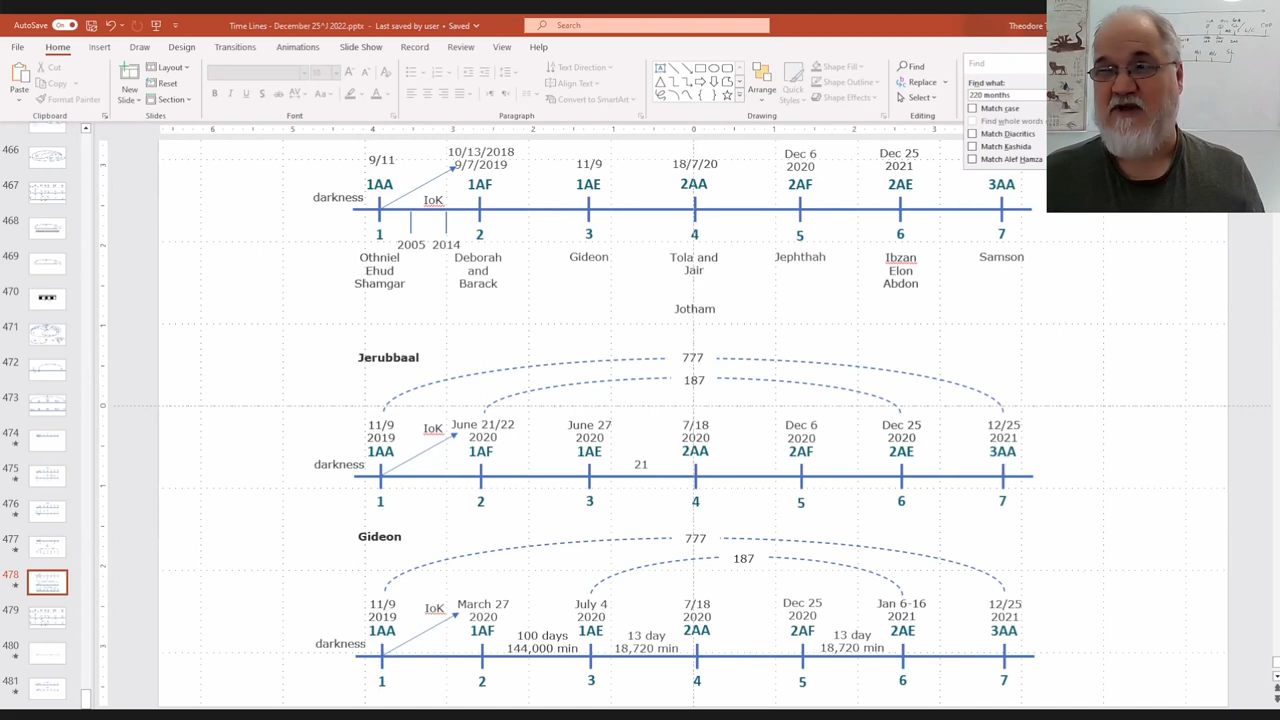 AutoSave On Time Lines - December 25^J 2022.pptx - Last saved by user • Saved Search Theodore T
File Home Insert Draw Design Transitions Animations Slide Show Record Review View Help
Paste Cut Copy Format Painter
New Slide Layout Reset Section
Text Direction Align Text Convert to SmartArt
Arrange Quick Styles Shape Fill Shape Outline Shape Effects
Find Replace Select
Clipboard Slides Font Paragraph Drawing Editing
Find
Find what:
220 months
Match case
Find whole words
Match Diacritics
Match Kashida
Match Alef Hamza
466
467
468
469
470
471
472
473
474
475
476
477
478
479
480
481
9/11 10/13/2018 9/7/2019 11/9 18/7/20 Dec 6 2020 Dec 25 2021
1AA 1AF 1AE 2AA 2AF 2AE 3AA
darkness IoK
1 2 3 4 5 6 7
2005 2014
Othniel Ehud Shamgar
Deborah and Barack
Gideon
Tola and Jair
Jephthah
Ibzan Elon Abdon
Samson
Jotham
Jerubbaal
777
187
11/9 2019 IoK June 21/22 2020 June 27 2020 7/18 2020 Dec 6 2020 Dec 25 2020 12/25 2021
1AA 1AF 1AE 2AA 2AF 2AE 3AA
darkness 21
1 2 3 4 5 6 7
Gideon
777
187
11/9 2019 IoK March 27 2020 July 4 2020 7/18 2020 Dec 25 2020 Jan 6-16 2021 12/25 2021
1AA 1AF 1AE 2AA 2AF 2AE 3AA
darkness 100 days 144,000 min 13 day 18,720 min 13 day 18,720 min
1 2 3 4 5 6 7